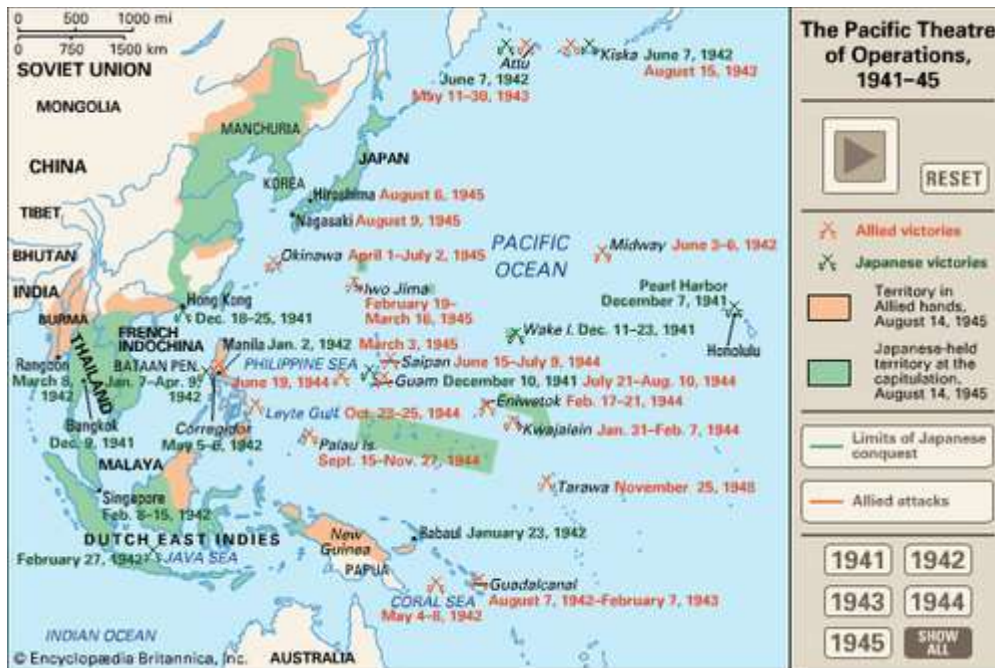 0 500 1000 mi
0 750 1500 km
SOVIET UNION
MONGOLIA
MANCHURIA
CHINA
KOREA
JAPAN
TIBET
BHUTAN
INDIA
BURMA
Attu
June 7, 1942
May 11–30, 1943
Kiska June 7, 1942
August 15, 1943
Hiroshima August 6, 1945
Nagasaki August 9, 1945
Okinawa April 1–July 2, 1945
PACIFIC
OCEAN
Midway June 3–6, 1942
Iwo Jima
February 19–
March 16, 1945
Pearl Harbor
December 7, 1941
Honolulu
Hong Kong
Dec. 18–25, 1941
Wake I. Dec. 11–23, 1941
FRENCH
INDOCHINA
THAILAND
Manila Jan. 2, 1942 March 3, 1945
BATAAN PEN.
Jan. 7–Apr. 9,
1942
PHILIPPINE SEA
June 19, 1944
Saipan June 15–July 9, 1944
Guam December 10, 1941 July 21–Aug. 10, 1944
Rangoon
March 8,
1942
Eniwetok Feb. 17–21, 1944
Leyte Gulf Oct. 23–25, 1944
Kwajalein Jan. 31–Feb. 7, 1944
Bangkok
Dec. 9, 1941
Corregidor
May 5–6, 1942
Palau Is.
Sept. 15–Nov. 27, 1944
MALAYA
Singapore
Feb. 8–15, 1942
Tarawa November 25, 1943
DUTCH EAST INDIES
February 27, 1942
JAVA SEA
New
Guinea
PAPUA
Rabaul January 23, 1942
Guadalcanal
August 7, 1942–February 7, 1943
CORAL SEA
May 4–8, 1942
INDIAN OCEAN
AUSTRALIA
© Encyclopædia Britannica, Inc.
The Pacific Theatre
of Operations,
1941–45
RESET
Allied victories
Japanese victories
Territory in
Allied hands,
August 14, 1945
Japanese-held
territory at the
capitulation,
August 14, 1945
Limits of Japanese
conquest
Allied attacks
1941 1942
1943 1944
1945 SHOW
ALL